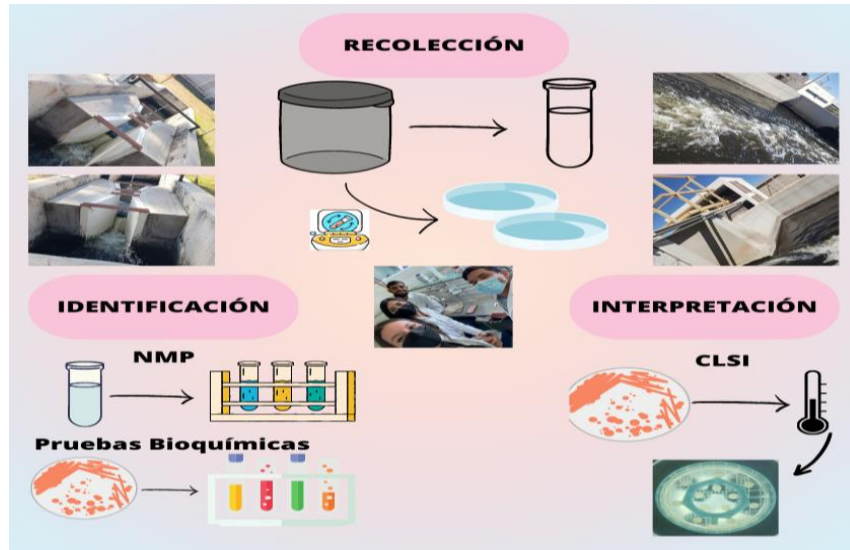 RECOLECCIÓN
IDENTIFICACIÓN
NMP
Pruebas Bioquímicas
INTERPRETACIÓN
CLSI